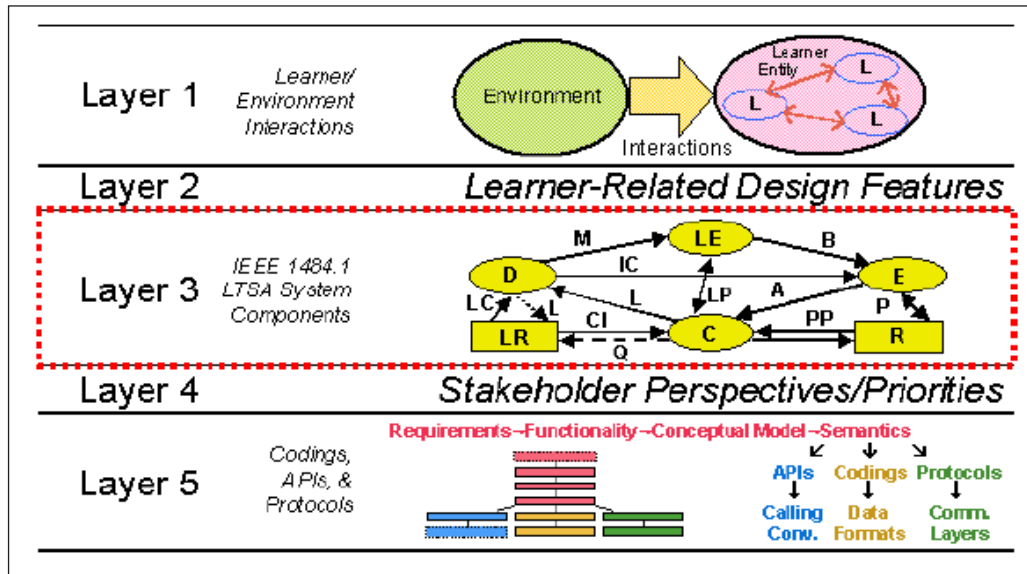 Layer 1
Learner/
Environment
Interactions
Environment
Interactions
Learner
Entity
L
L
L
Layer 2
Learner-Related Design Features
Layer 3
IEEE 1484.1
LTSA System
Components
M
LE
B
D
IC
E
LC
L
L
LP
A
P
LR
CI
Q
C
PP
R
Layer 4
Stakeholder Perspectives/Priorities
Layer 5
Codings,
APIs, &
Protocols
Requirements–Functionality–Conceptual Model–Semantics
APIs Codings Protocols
Calling Data Comm.
Conv. Formats Layers